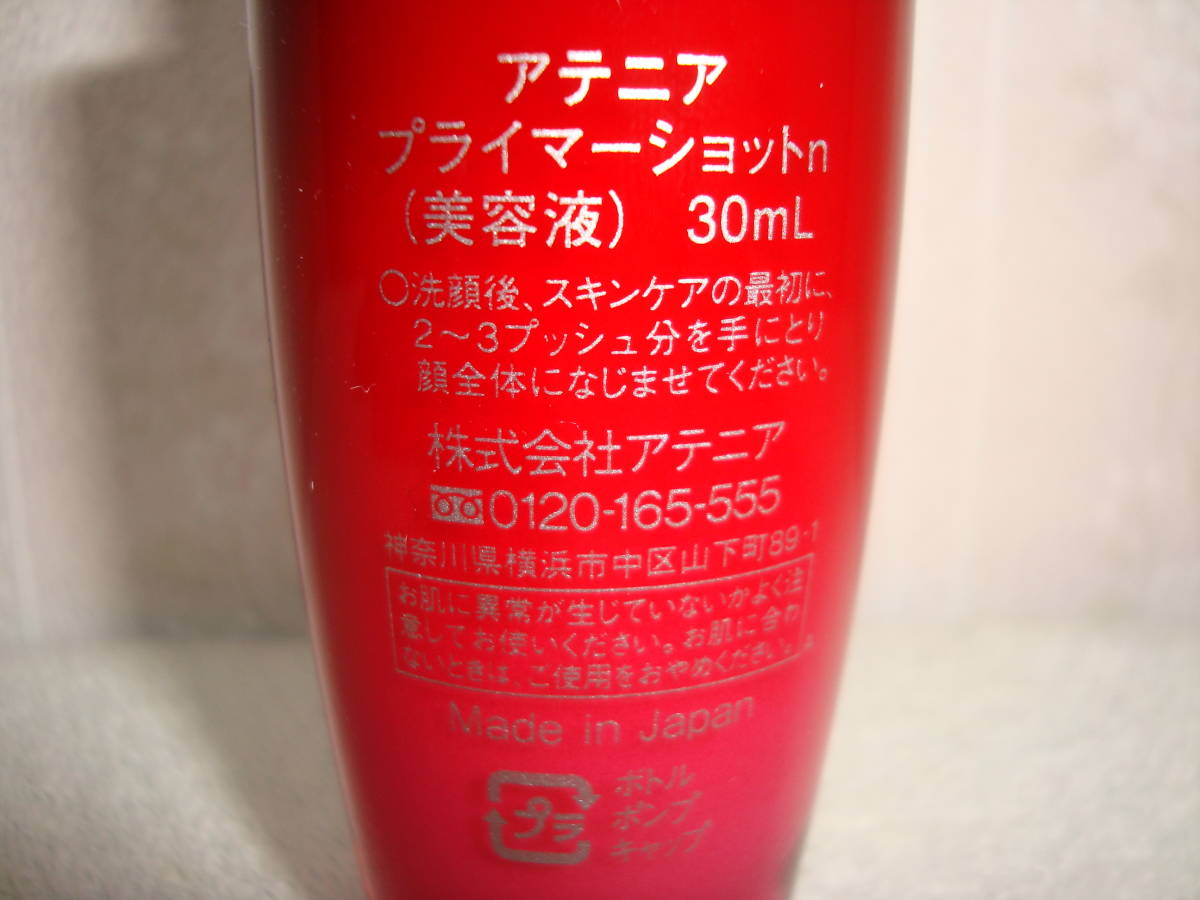 アテニア
プライマーショットn
（美容液） 30mL
○洗顔後、スキンケアの最初に、
2〜3プッシュ分を手にとり
顔全体になじませてください。
株式会社アテニア
0120-165-555
神奈川県横浜市中区山下町89-1
お肌に異常が生じていないかよく注
意してお使いください。お肌に合わ
ないときは、ご使用をおやめください。
Made in Japan
プラ
ボトル
ポンプ
キャップ